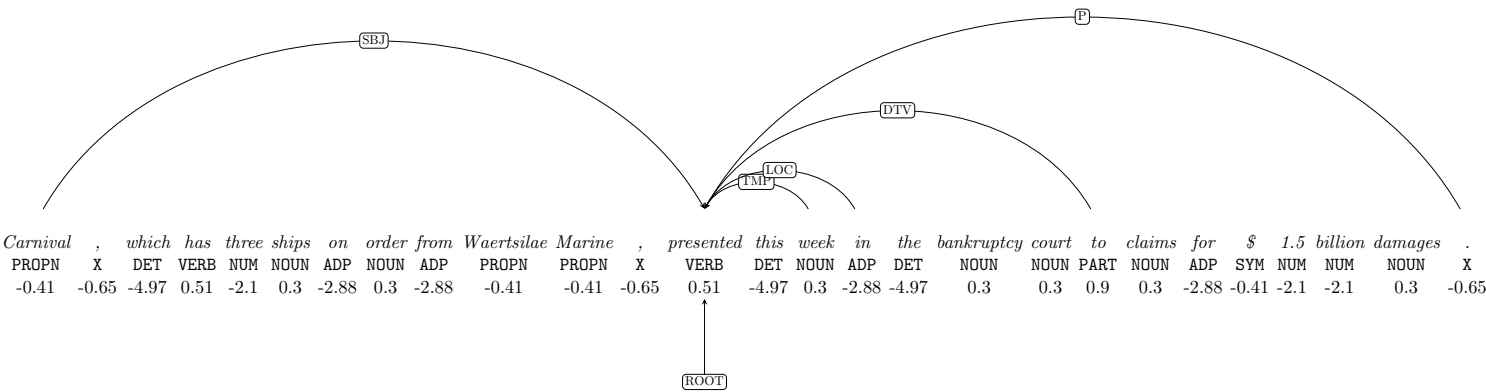 P
SBJ
DTV
LOC
TMP
Carnival , which has three ships on order from Waertsilae Marine , presented this week in the bankruptcy court to claims for $ 1.5 billion damages .
PROPN X DET VERB NUM NOUN ADP NOUN ADP PROPN PROPN X VERB DET NOUN ADP DET NOUN NOUN PART NOUN ADP SYM NUM NUM NOUN X
-0.41 -0.65 -4.97 0.51 -2.1 0.3 -2.88 0.3 -2.88 -0.41 -0.41 -0.65 0.51 -4.97 0.3 -2.88 -4.97 0.3 0.3 0.9 0.3 -2.88 -0.41 -2.1 -2.1 0.3 -0.65
ROOT